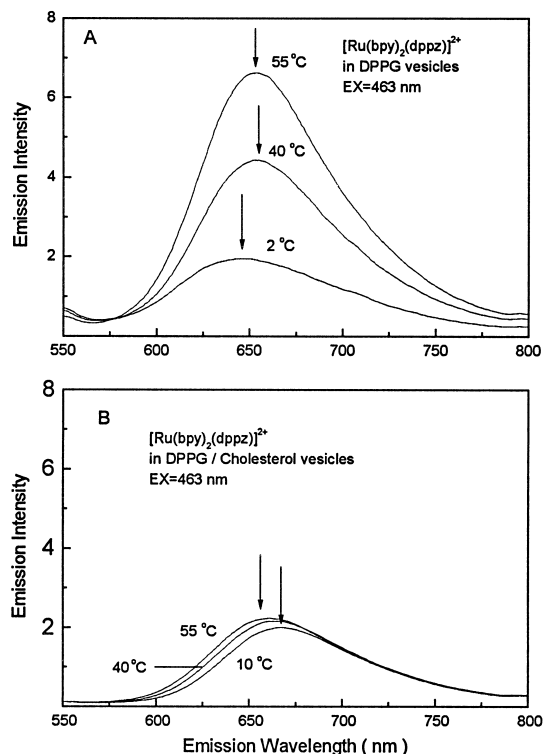 A
[Ru(bpy)₂(dppz)]²⁺
in DPPG vesicles
EX=463 nm
55 °C
40 °C
2 °C
8
6
4
2
Emission Intensity
550 600 650 700 750 800
B
[Ru(bpy)₂(dppz)]²⁺
in DPPG / Cholesterol vesicles
EX=463 nm
55 °C
40 °C
10 °C
8
6
4
2
Emission Intensity
550 600 650 700 750 800
Emission Wavelength ( nm )